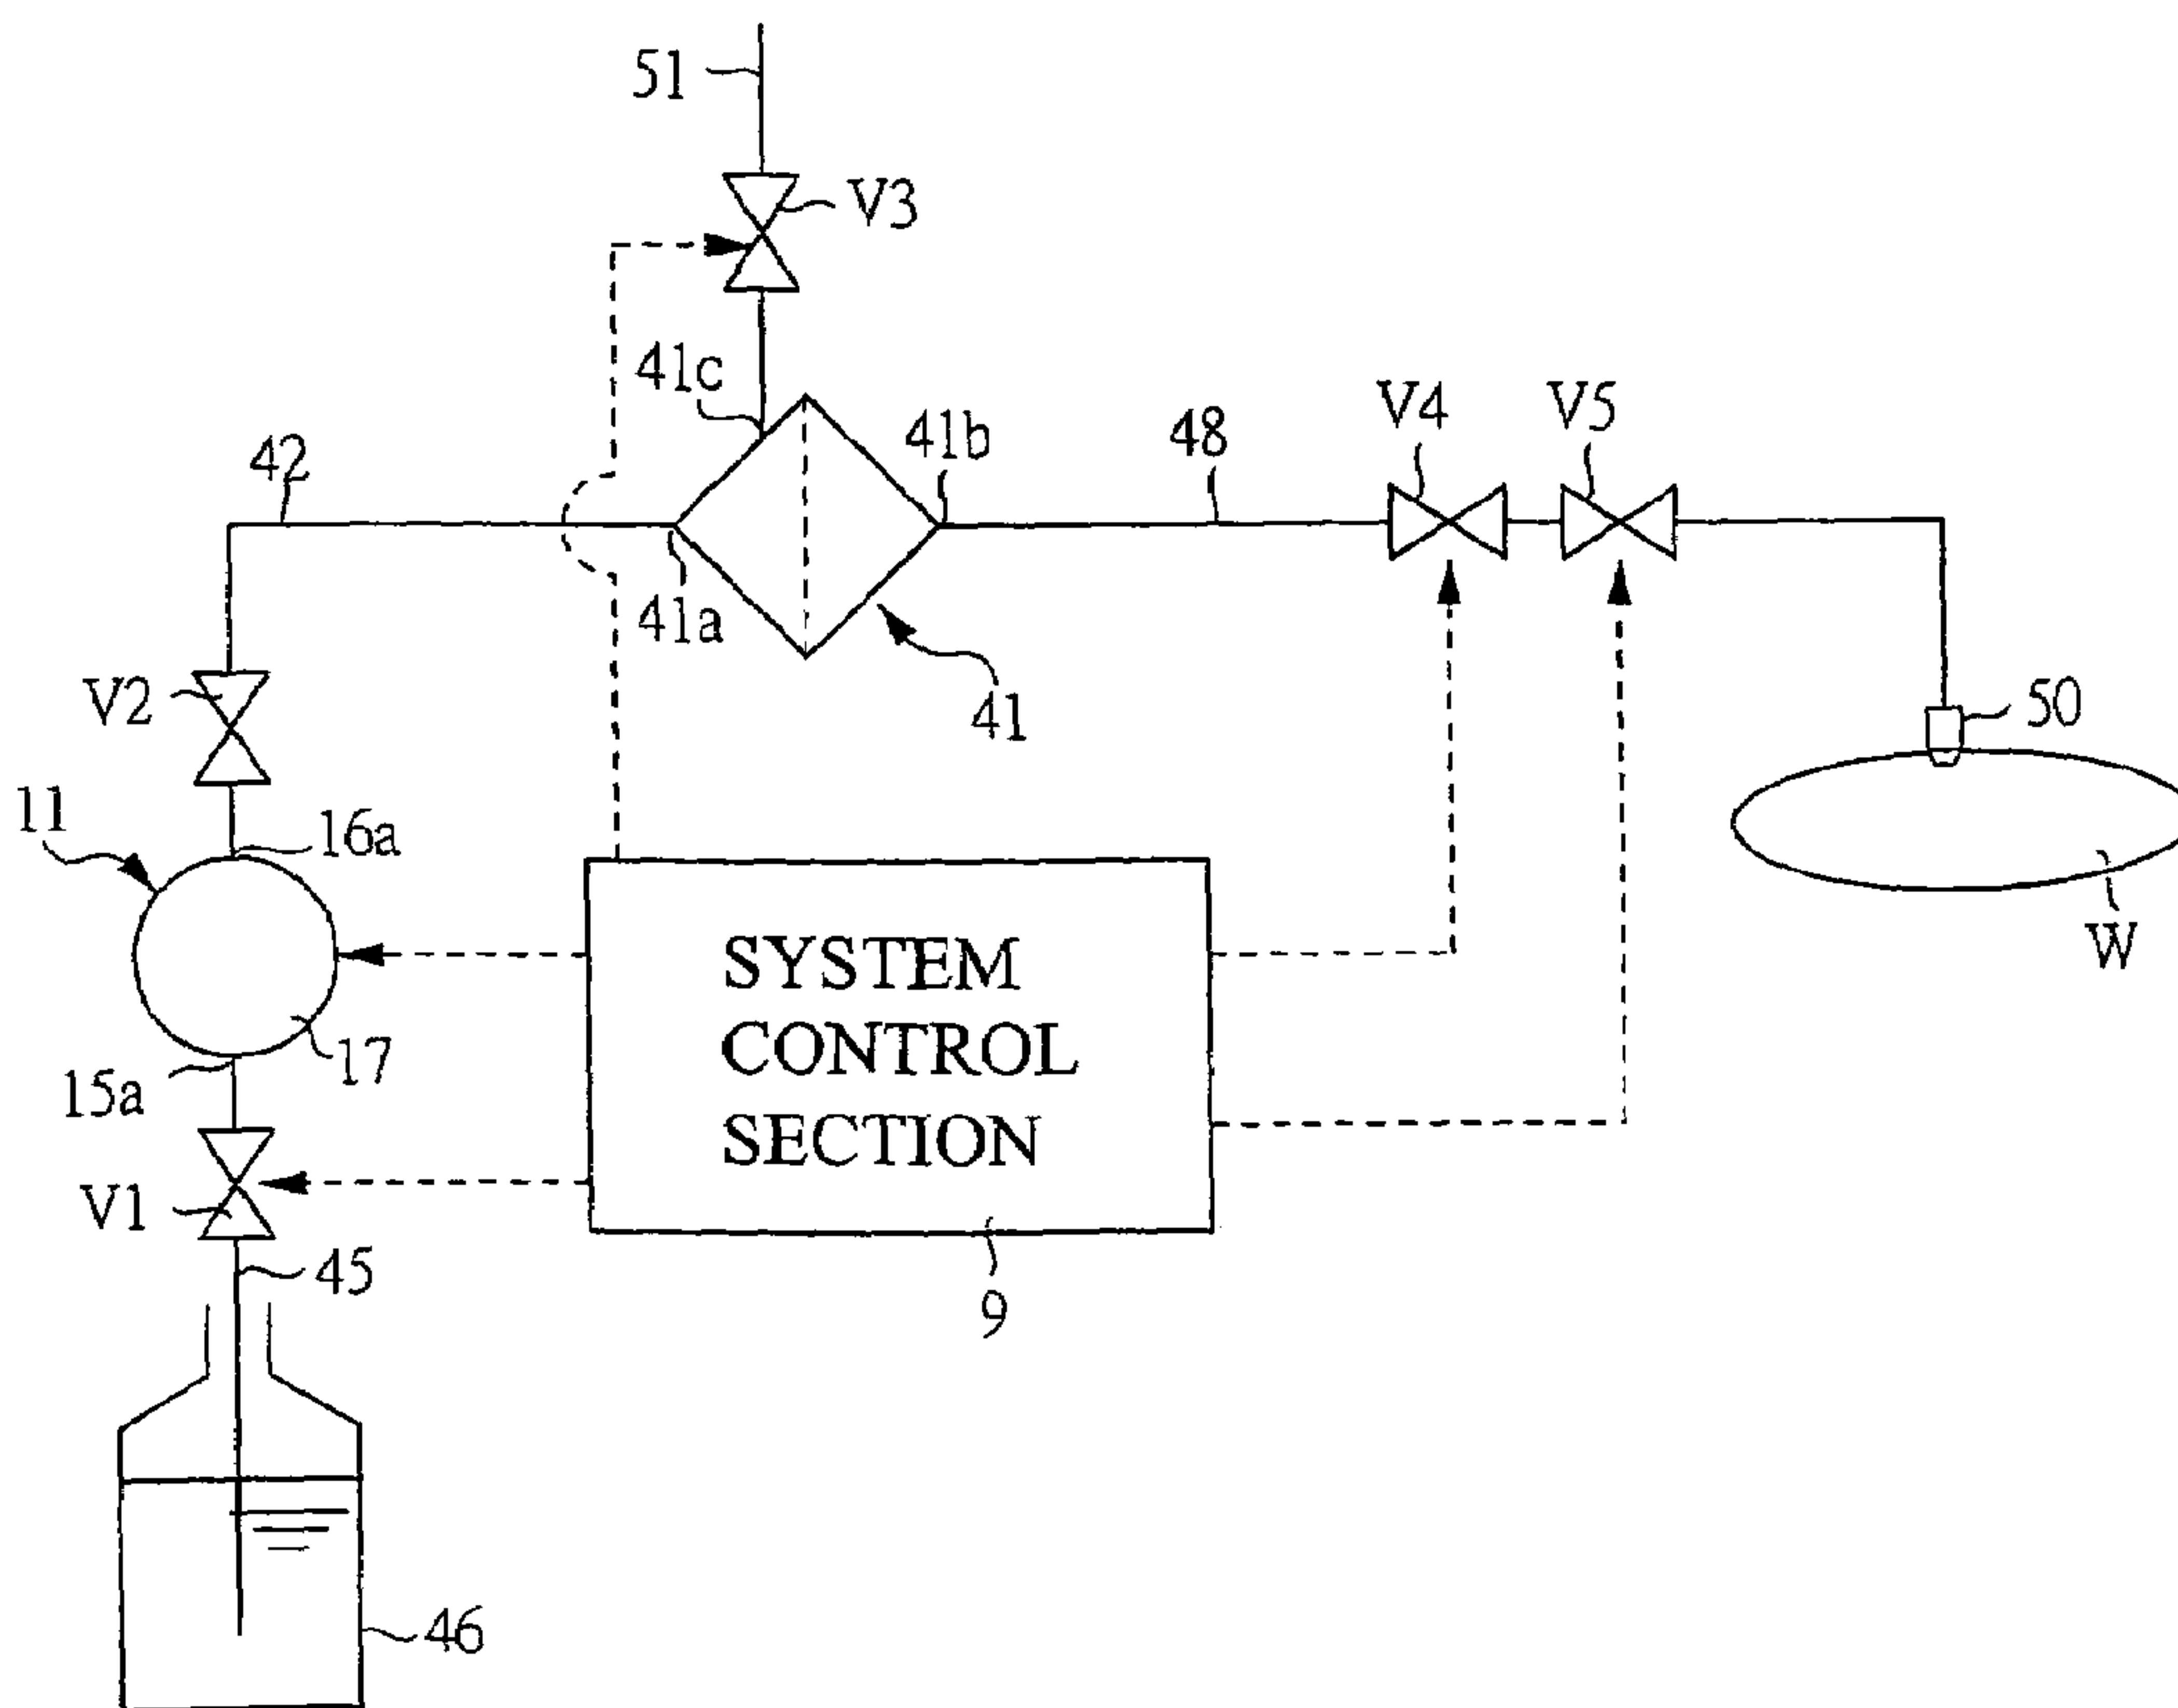 51
V3
41c
42
41b
48
V4
V5
41a
V2
41
50
11
16a
SYSTEM
CONTROL
SECTION
W
17
15a
V1
45
9
46